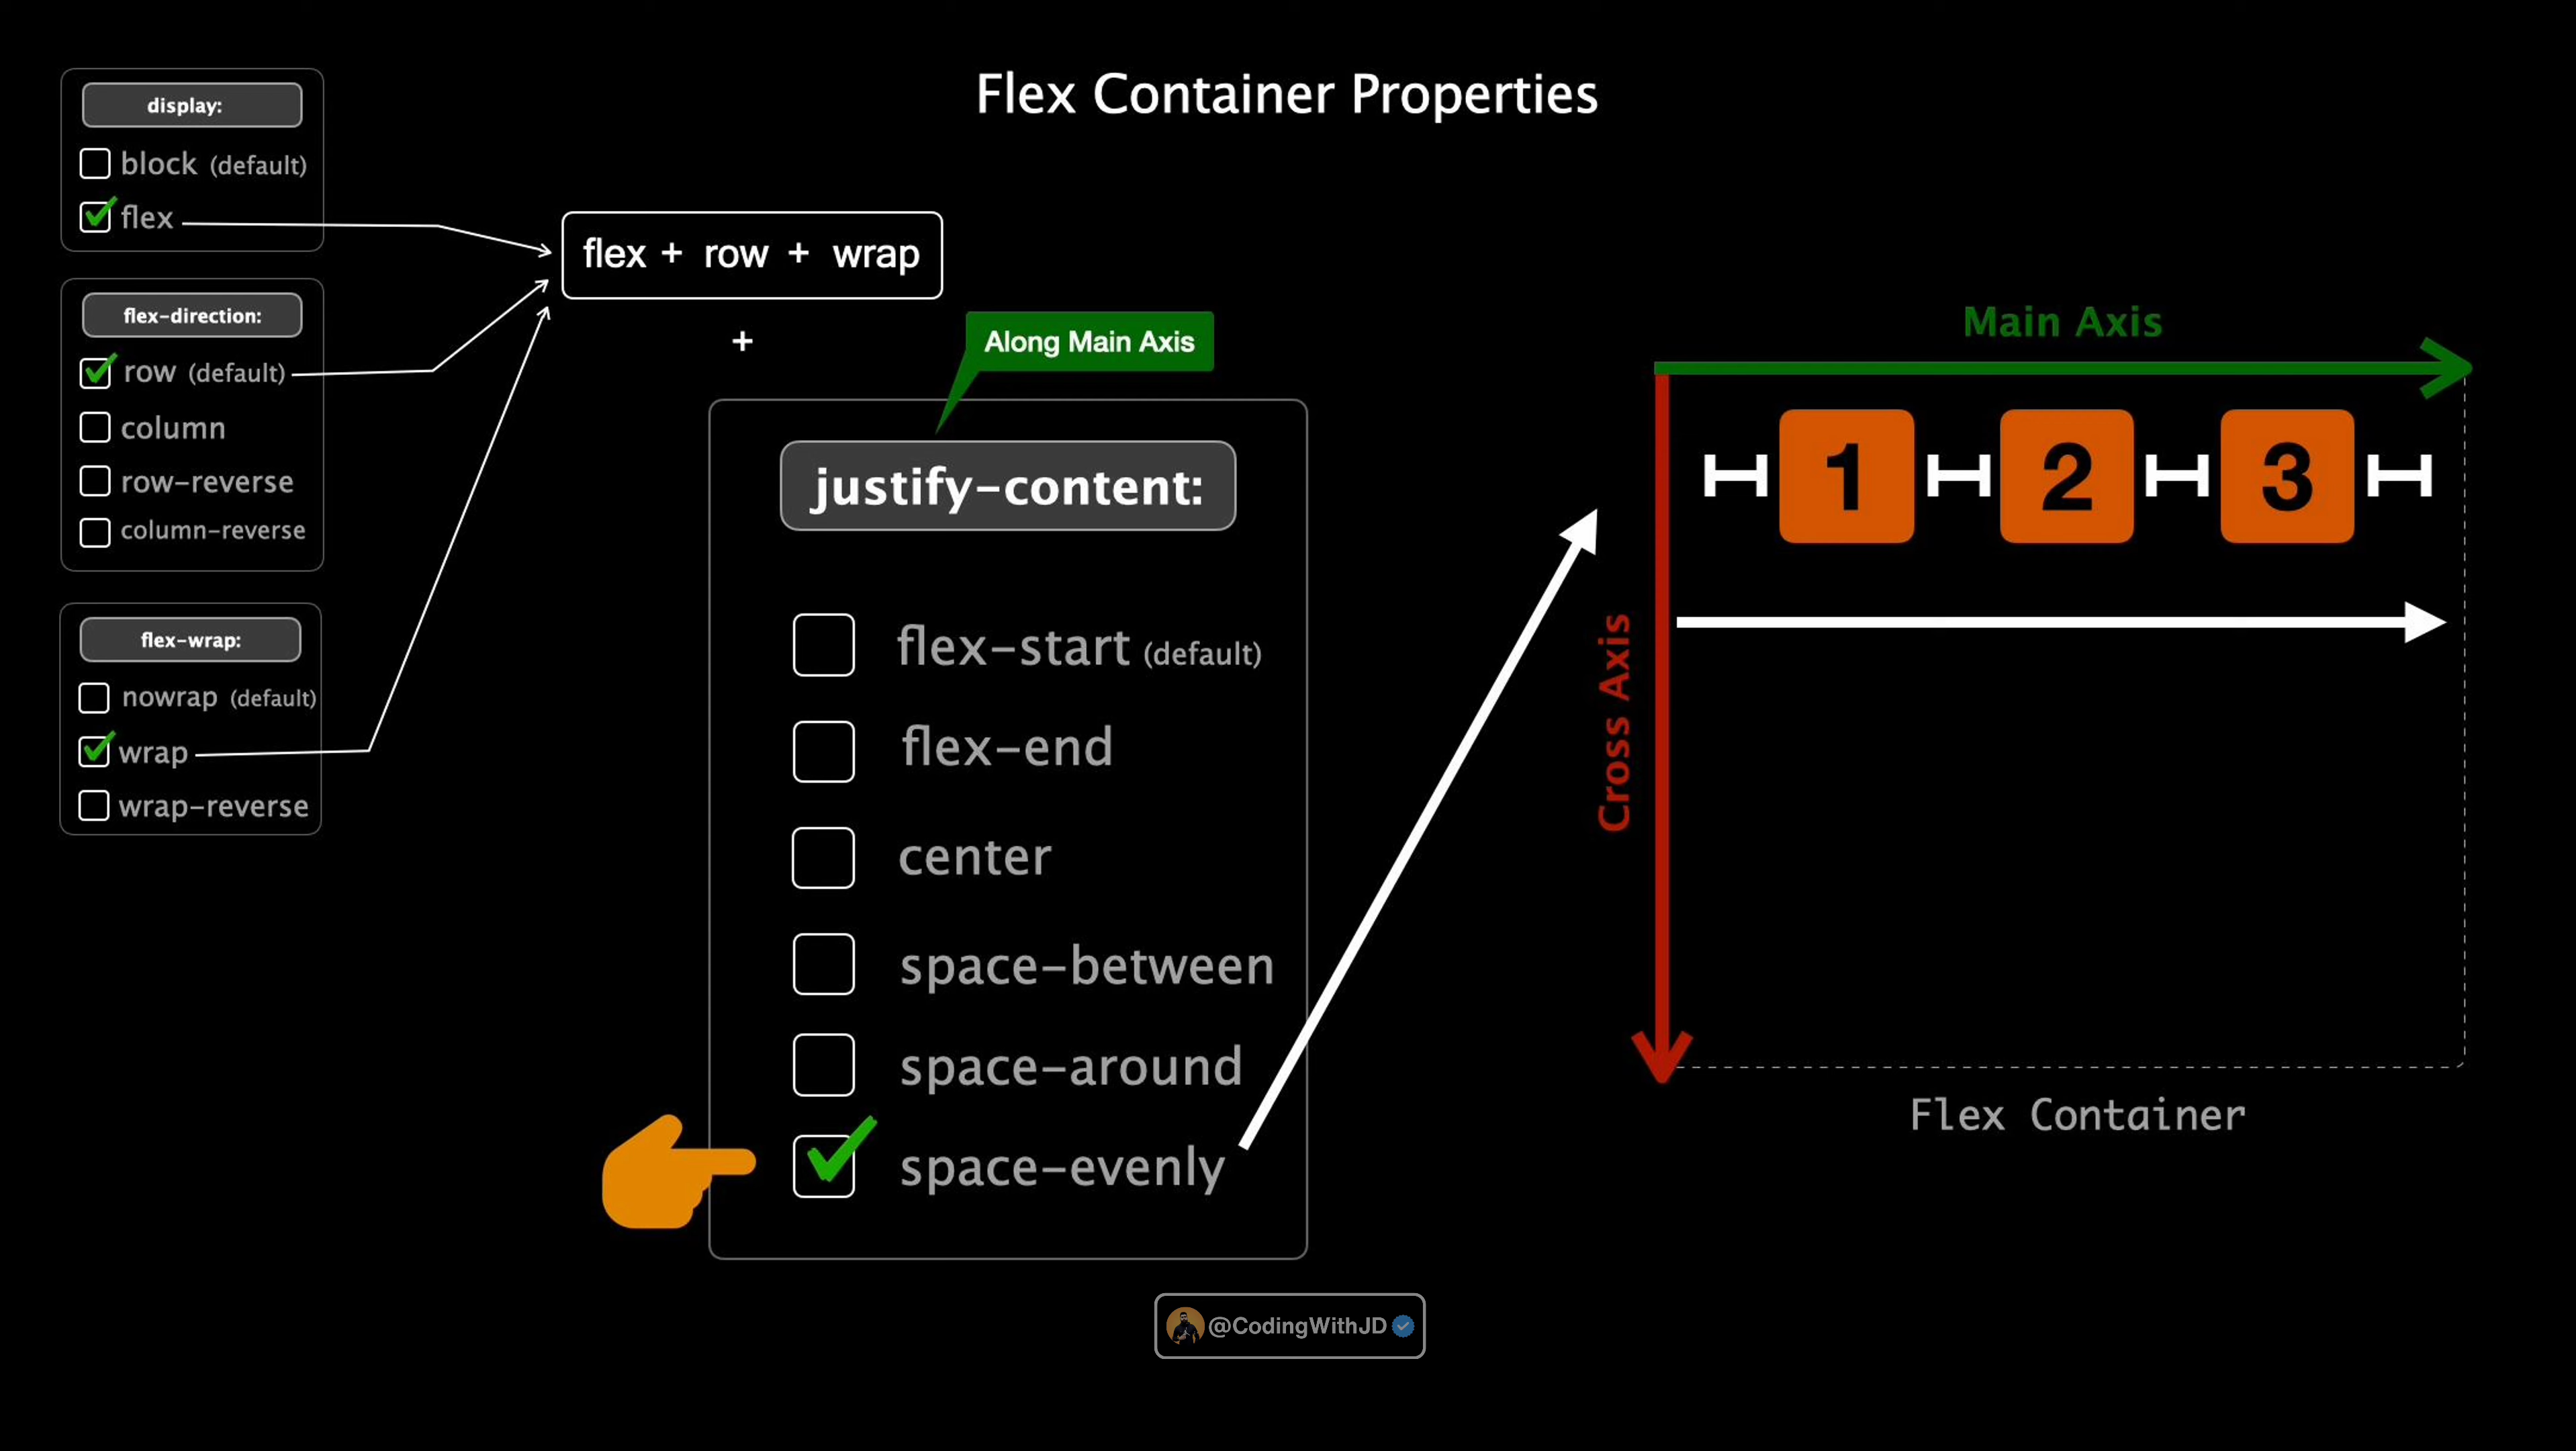 Flex Container Properties
display:
block (default)
flex
flex-direction:
row (default)
column
row-reverse
column-reverse
flex-wrap:
nowrap (default)
wrap
wrap-reverse
flex + row + wrap
+
Along Main Axis
justify-content:
flex-start (default)
flex-end
center
space-between
space-around
space-evenly
Main Axis
Cross Axis
1 2 3
Flex Container
@CodingWithJD